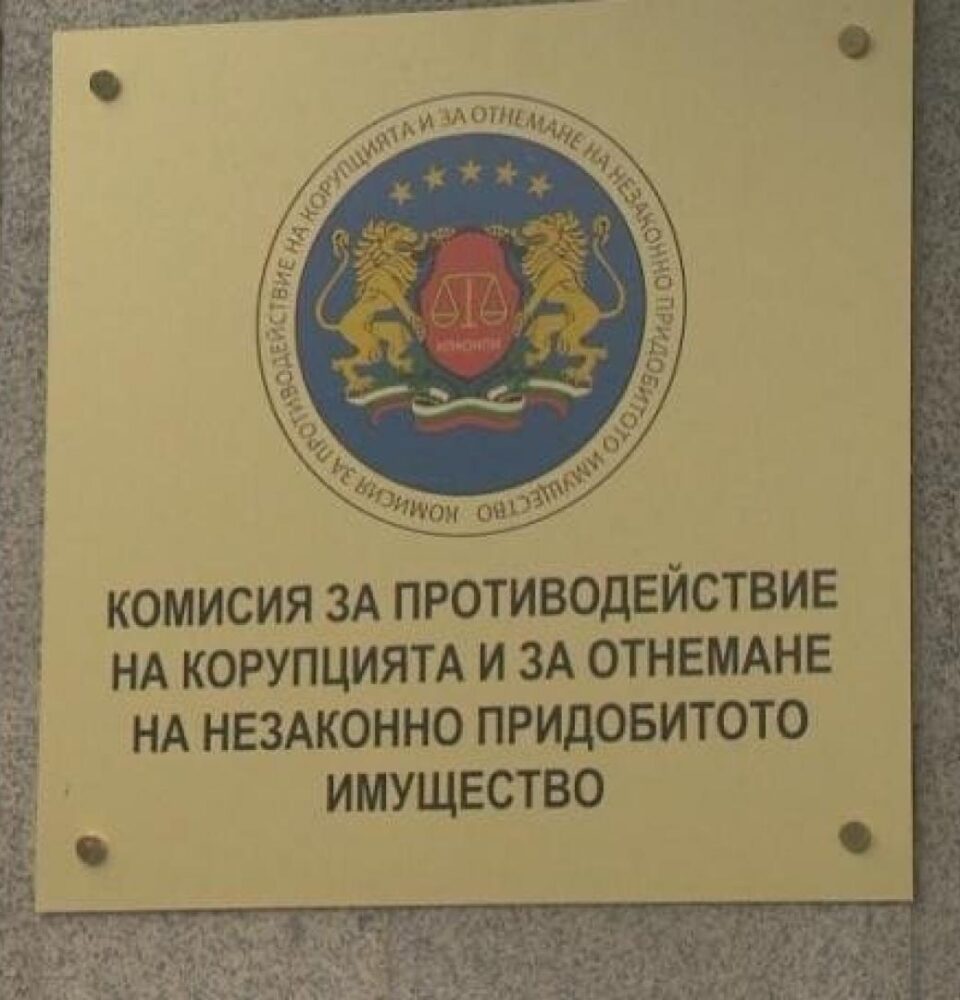 КОМИСИЯ ЗА ПРОТИВОДЕЙСТВИЕ НА КОРУПЦИЯТА И ЗА ОТНЕМАНЕ НА НЕЗАКОННО ПРИДОБИТОТО ИМУЩЕСТВО
КПКОНПИ
КОМИСИЯ ЗА ПРОТИВОДЕЙСТВИЕ
НА КОРУПЦИЯТА И ЗА ОТНЕМАНЕ
НА НЕЗАКОННО ПРИДОБИТОТО
ИМУЩЕСТВО